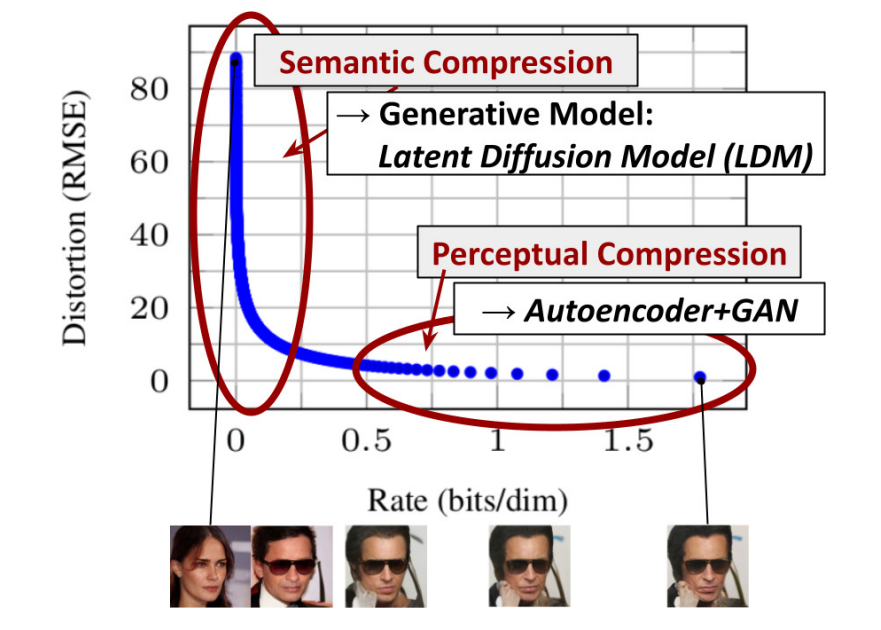 Semantic Compression
→ Generative Model:
Latent Diffusion Model (LDM)
Perceptual Compression
→ Autoencoder+GAN
Distortion (RMSE)
80
60
40
20
0
0 0.5 1 1.5
Rate (bits/dim)